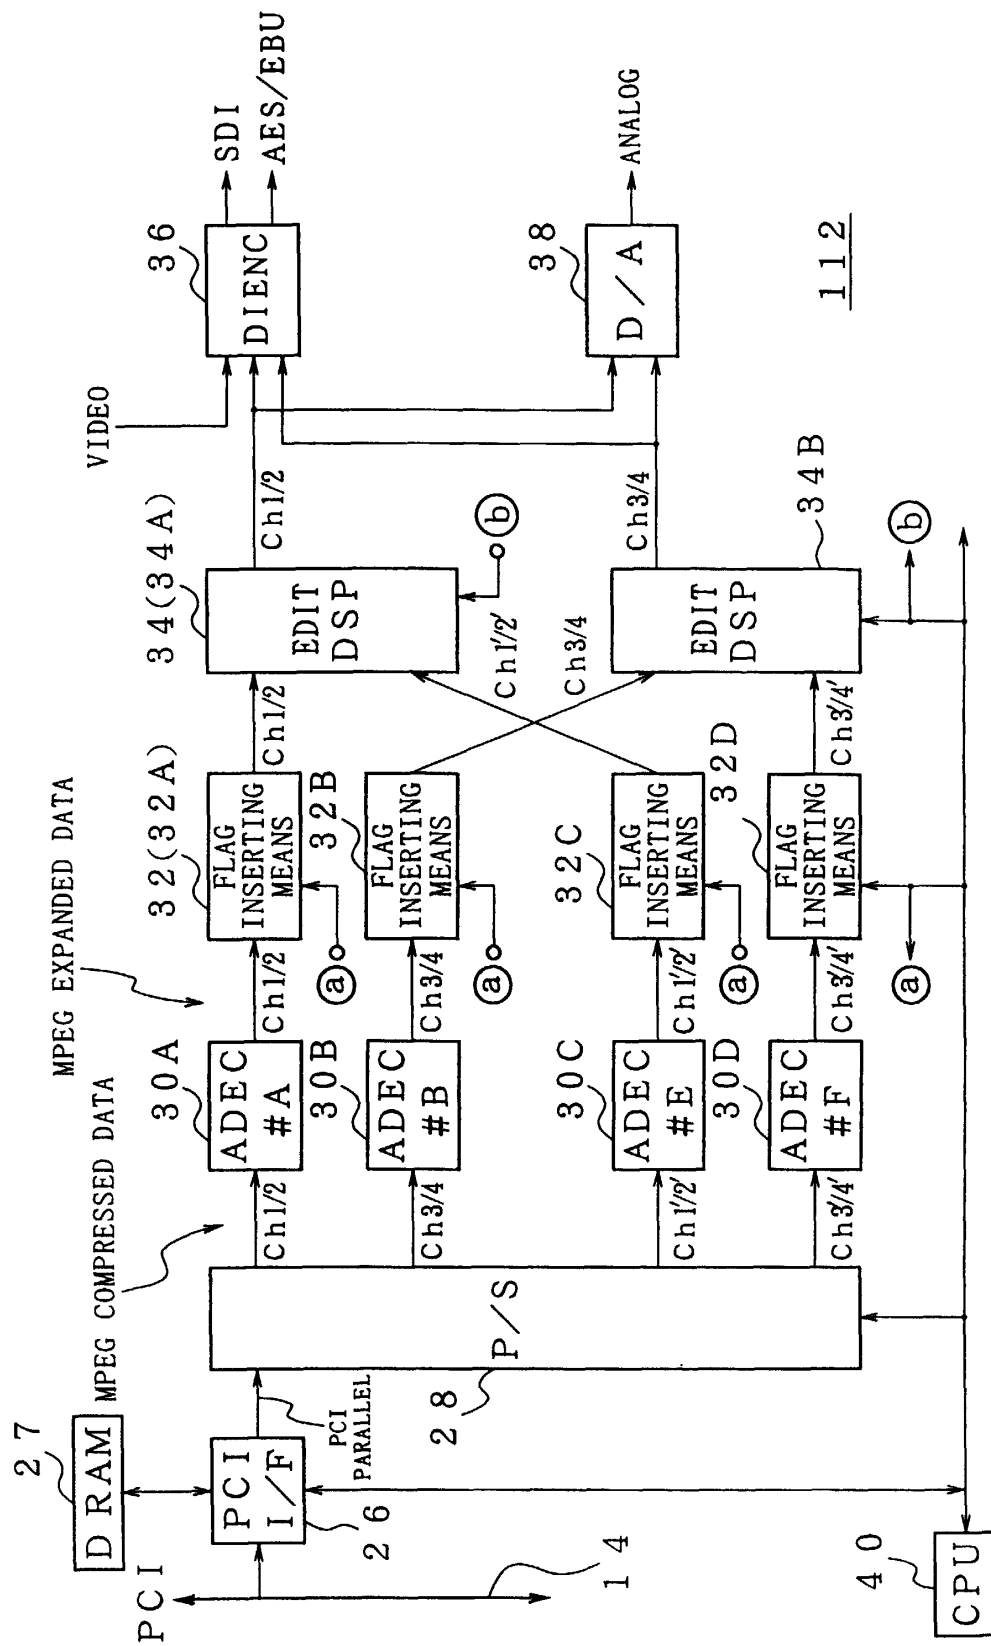 PCI
14
DRAM
27
PCI
I/F
26
PCI
PARALLEL
MPEG COMPRESSED DATA
P/S
28
Ch1/2
Ch3/4
Ch1'/2'
Ch3'/4'
MPEG EXPANDED DATA
30A
ADEC
#A
30B
ADEC
#B
30C
ADEC
#E
30D
ADEC
#F
Ch1/2
Ch3/4
Ch1'/2'
Ch3'/4'
32(32A)
FLAG
INSERTING
MEANS
a
32B
FLAG
INSERTING
MEANS
a
32C
FLAG
INSERTING
MEANS
a
32D
FLAG
INSERTING
MEANS
a
Ch1/2
Ch1'/2'
Ch3/4
Ch3'/4'
34(34A)
EDIT
DSP
b
EDIT
DSP
34B
b
Ch1/2
Ch3/4
VIDEO
36
DIENC
SDI
AES/EBU
38
D/A
ANALOG
40
CPU
112